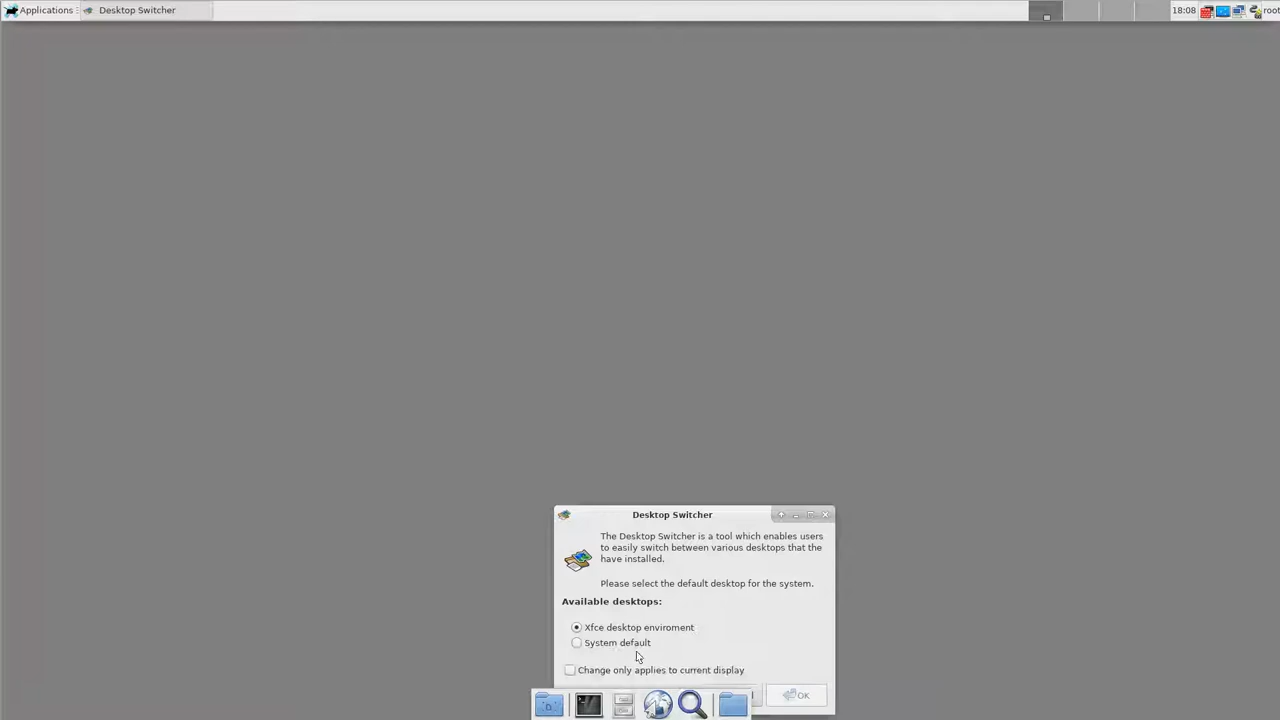 Applications
Desktop Switcher
18:08
root
Desktop Switcher
The Desktop Switcher is a tool which enables users
to easily switch between various desktops that the
have installed.
Please select the default desktop for the system.
Available desktops:
Xfce desktop enviroment
System default
Change only applies to current display
OK